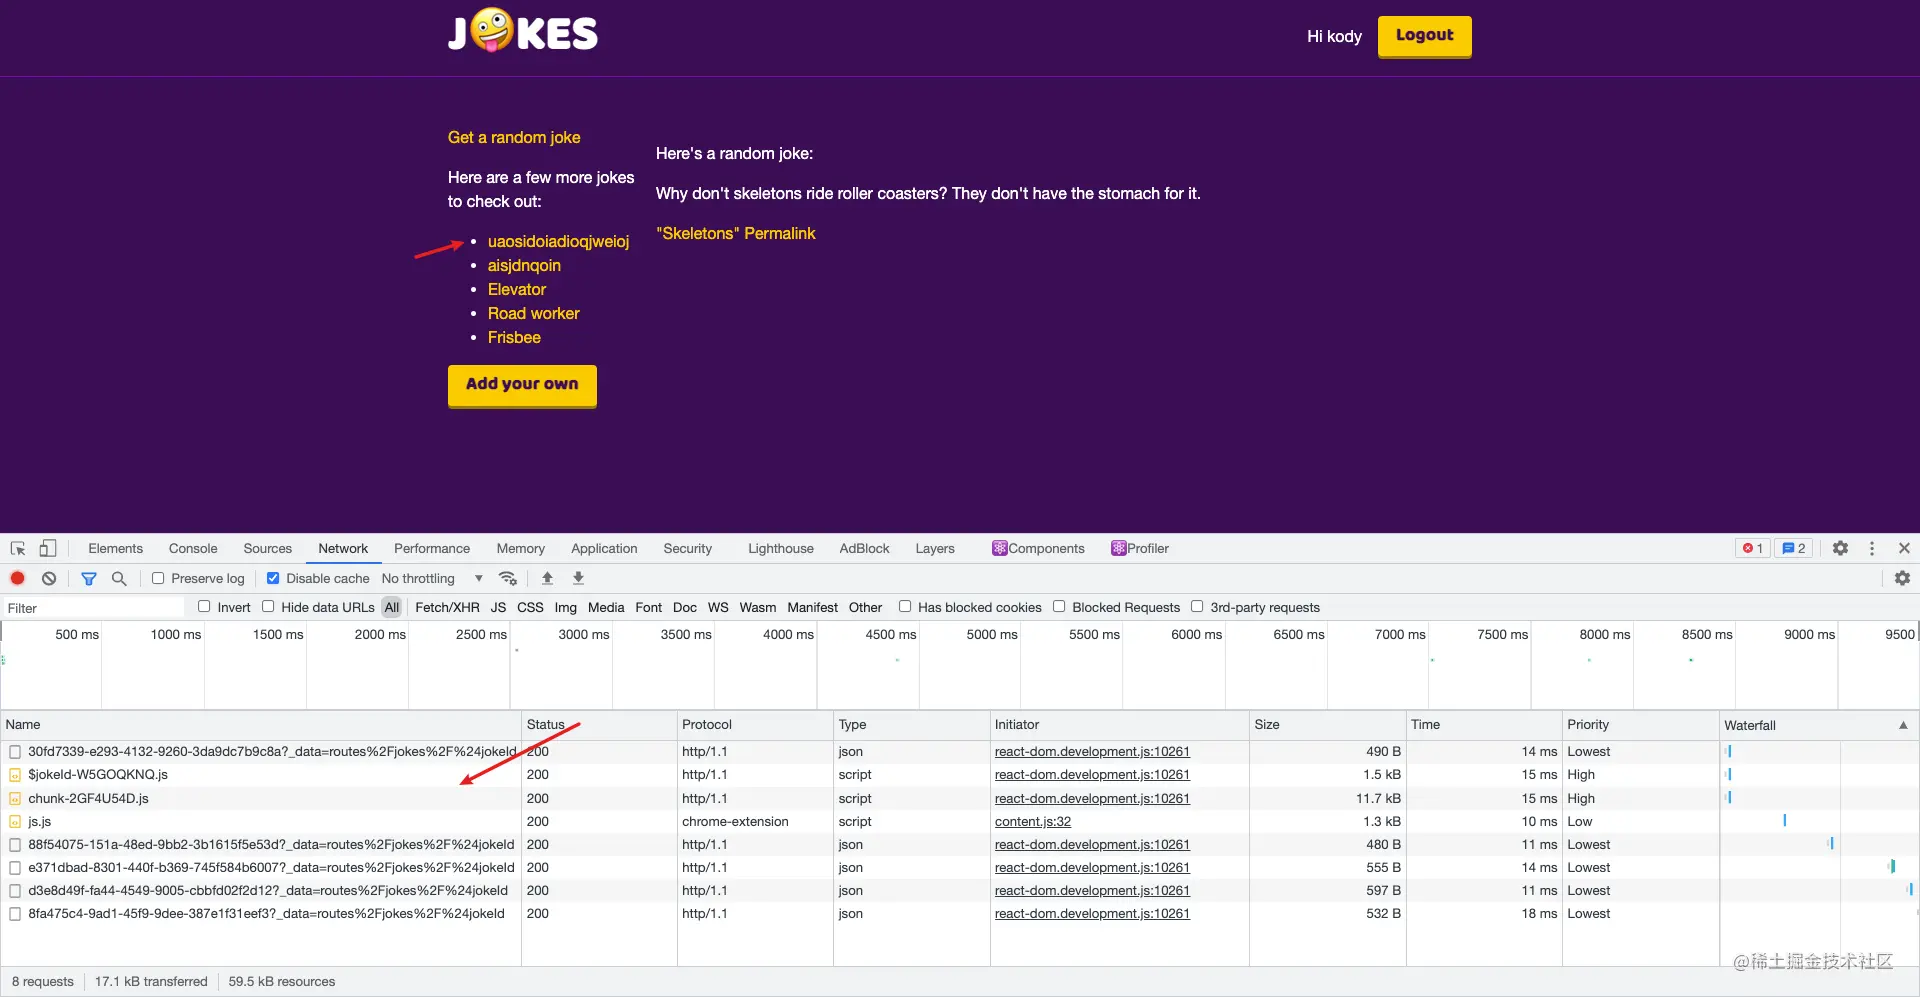 JOKES
Hi kody
Logout
Get a random joke
Here are a few more jokes
to check out:
uaosidoiadioqjweioj
aisjdnqoin
Elevator
Road worker
Frisbee
Add your own
Here's a random joke:
Why don't skeletons ride roller coasters? They don't have the stomach for it.
"Skeletons" Permalink
Elements Console Sources Network Performance Memory Application Security Lighthouse AdBlock Layers Components Profiler 1 2
Preserve log Disable cache No throttling
Filter Invert Hide data URLs All Fetch/XHR JS CSS Img Media Font Doc WS Wasm Manifest Other Has blocked cookies Blocked Requests 3rd-party requests
500 ms 1000 ms 1500 ms 2000 ms 2500 ms 3000 ms 3500 ms 4000 ms 4500 ms 5000 ms 5500 ms 6000 ms 6500 ms 7000 ms 7500 ms 8000 ms 8500 ms 9000 ms 9500
Name Status Protocol Type Initiator Size Time Priority Waterfall
30fd7339-e293-4132-9260-3da9dc7b9c8a?_data=routes%2Fjokes%2F%24jokeId 200 http/1.1 json react-dom.development.js:10261 490 B 14 ms Lowest
$jokeId-W5GOQKNQ.js 200 http/1.1 script react-dom.development.js:10261 1.5 kB 15 ms High
chunk-2GF4U54D.js 200 http/1.1 script react-dom.development.js:10261 11.7 kB 15 ms High
js.js 200 chrome-extension script content.js:32 1.3 kB 10 ms Low
88f54075-151a-48ed-9bb2-3b1615f5e53d?_data=routes%2Fjokes%2F%24jokeId 200 http/1.1 json react-dom.development.js:10261 480 B 11 ms Lowest
e371dbad-8301-440f-b369-745f584b6007?_data=routes%2Fjokes%2F%24jokeId 200 http/1.1 json react-dom.development.js:10261 555 B 14 ms Lowest
d3e8d49f-fa44-4549-9005-cbbfd02f2d12?_data=routes%2Fjokes%2F%24jokeId 200 http/1.1 json react-dom.development.js:10261 597 B 11 ms Lowest
8fa475c4-9ad1-45f9-9dee-387e1f31eef3?_data=routes%2Fjokes%2F%24jokeId 200 http/1.1 json react-dom.development.js:10261 532 B 18 ms Lowest
@稀土掘金技术社区
8 requests 17.1 kB transferred 59.5 kB resources